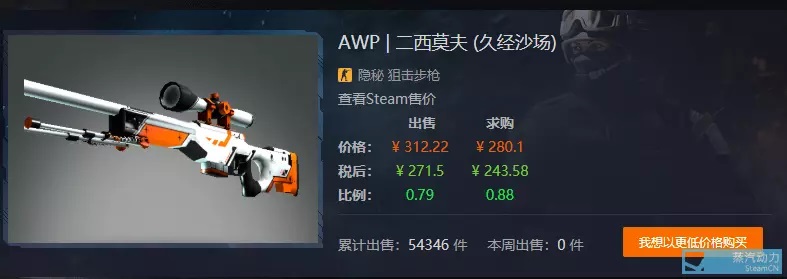 AWP | 二西莫夫 (久经沙场)
隐秘 狙击步枪
查看Steam售价
出售 求购
价格: ¥ 312.22 ¥ 280.1
税后: ¥ 271.5 ¥ 243.58
比例: 0.79 0.88
累计出售: 54346 件 本周出售: 0 件
我想以更低价格购买
蒸汽动力
SteamCN